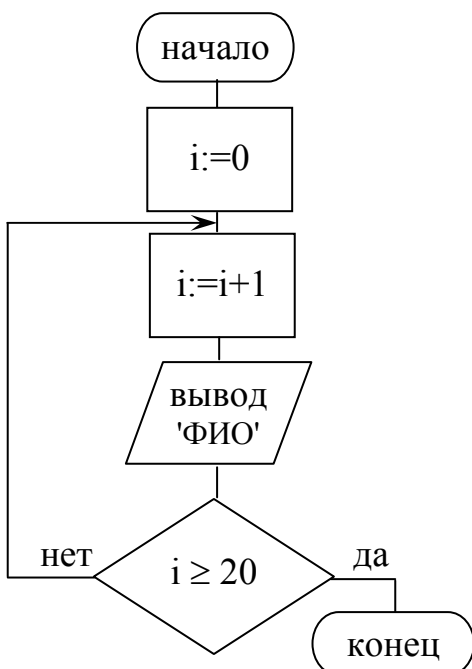 начало
i:=0
i:=i+1
вывод
'ФИО'
нет
i ≥ 20
да
конец